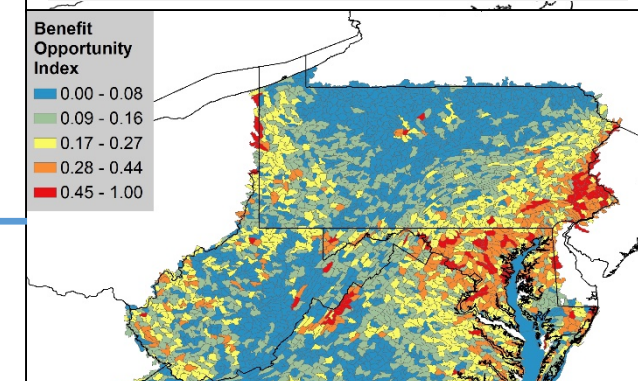 Benefit
Opportunity
Index
0.00 - 0.08
0.09 - 0.16
0.17 - 0.27
0.28 - 0.44
0.45 - 1.00